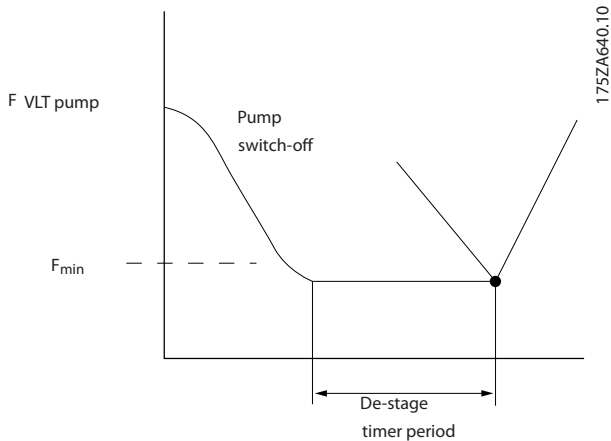 175ZA640.10
F VLT pump
Pump
switch-off
Fmin
De-stage
timer period